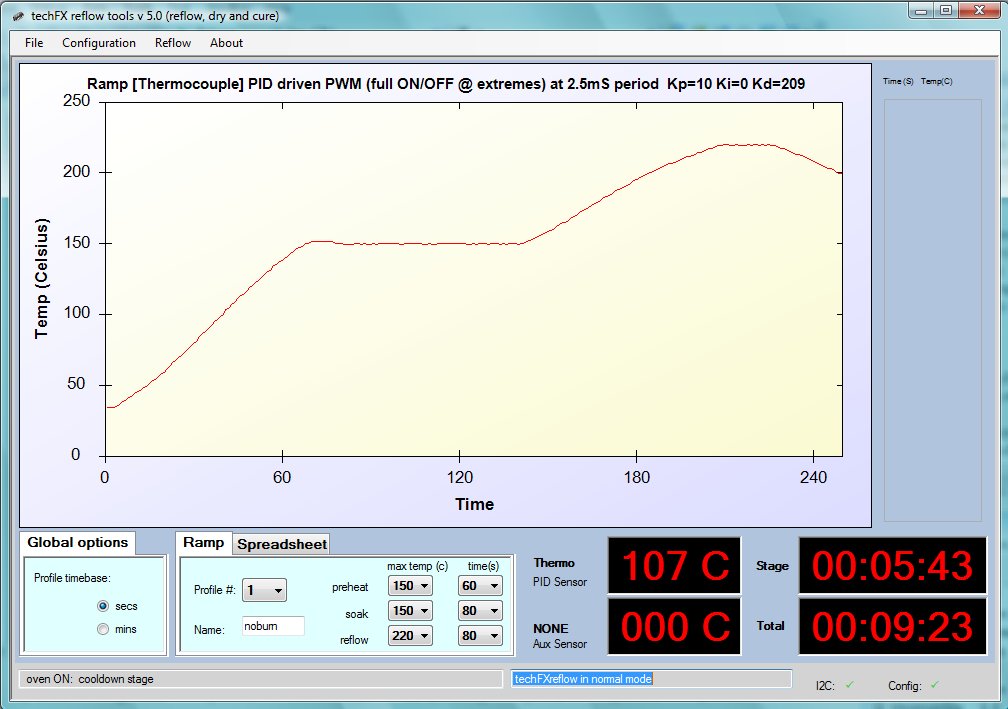 techFX reflow tools v 5.0 (reflow, dry and cure)
File Configuration Reflow About
Ramp [Thermocouple] PID driven PWM (full ON/OFF @ extremes) at 2.5mS period Kp=10 Ki=0 Kd=209
Time (S) Temp(C)
250
200
150
100
50
0
Temp (Celsius)
0 60 120 180 240
Time
Global options
Profile timebase:
secs
mins
Ramp Spreadsheet
max temp (c) time(s)
Profile #: 1 preheat 150 60
soak 150 80
Name: noburn
reflow 220 80
Thermo
PID Sensor
107 C
Stage
00:05:43
NONE
Aux Sensor
000 C
Total
00:09:23
oven ON: cooldown stage
techFXreflow in normal mode
I2C: ✓ Config: ✓